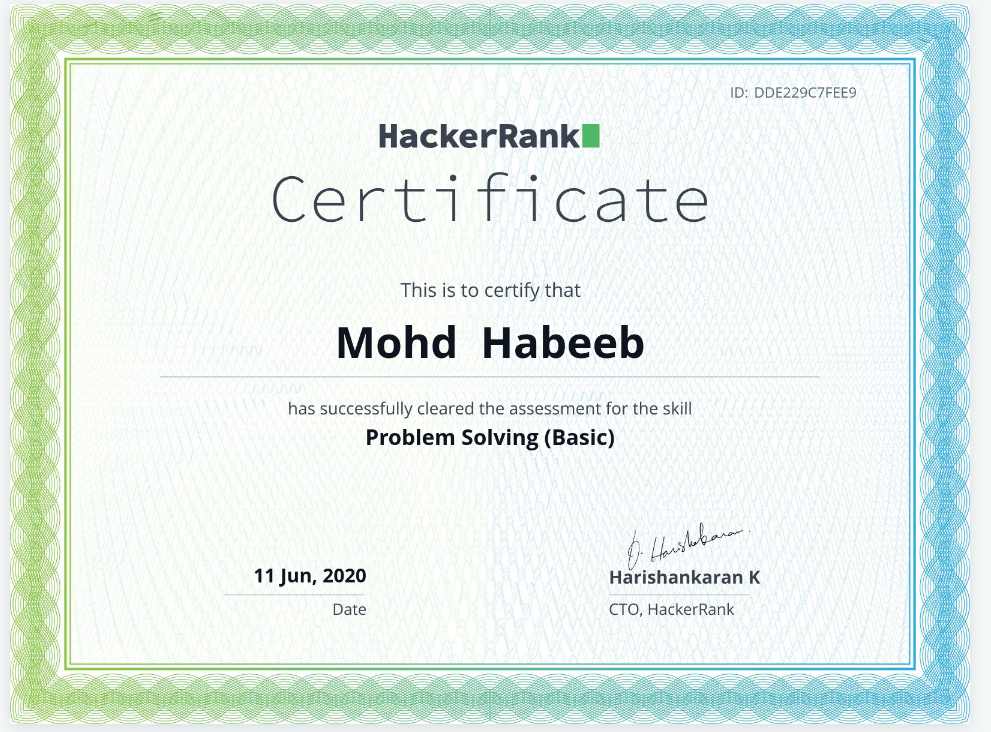 ID: DDE229C7FEE9
HackerRank
Certificate
This is to certify that
Mohd Habeeb
has successfully cleared the assessment for the skill
Problem Solving (Basic)
D. Harishankaran
11 Jun, 2020
Harishankaran K
Date
CTO, HackerRank